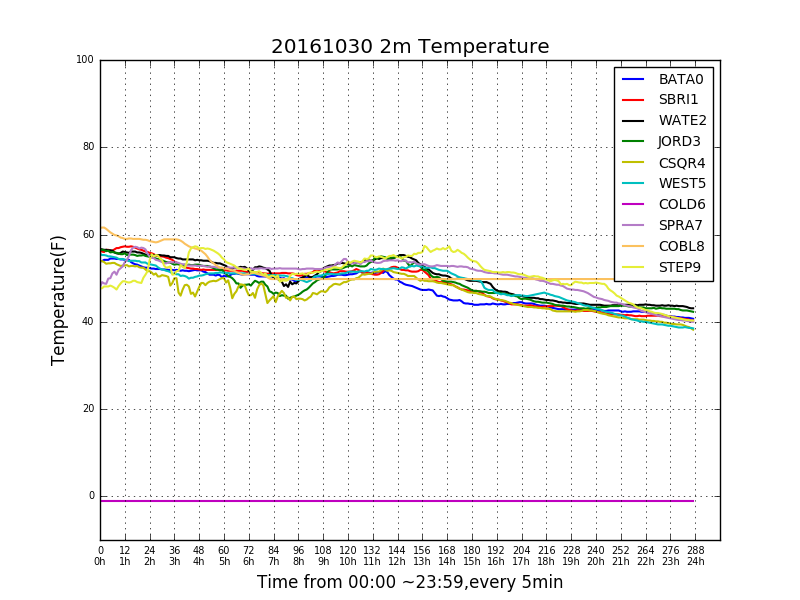 20161030 2m Temperature
100
80
60
40
20
0
Temperature(F)
BATA0
SBRI1
WATE2
JORD3
CSQR4
WEST5
COLD6
SPRA7
COBL8
STEP9
0 12 24 36 48 60 72 84 96 108 120 132 144 156 168 180 192 204 216 228 240 252 264 276 288
0h 1h 2h 3h 4h 5h 6h 7h 8h 9h 10h 11h 12h 13h 14h 15h 16h 17h 18h 19h 20h 21h 22h 23h 24h
Time from 00:00 ~23:59,every 5min